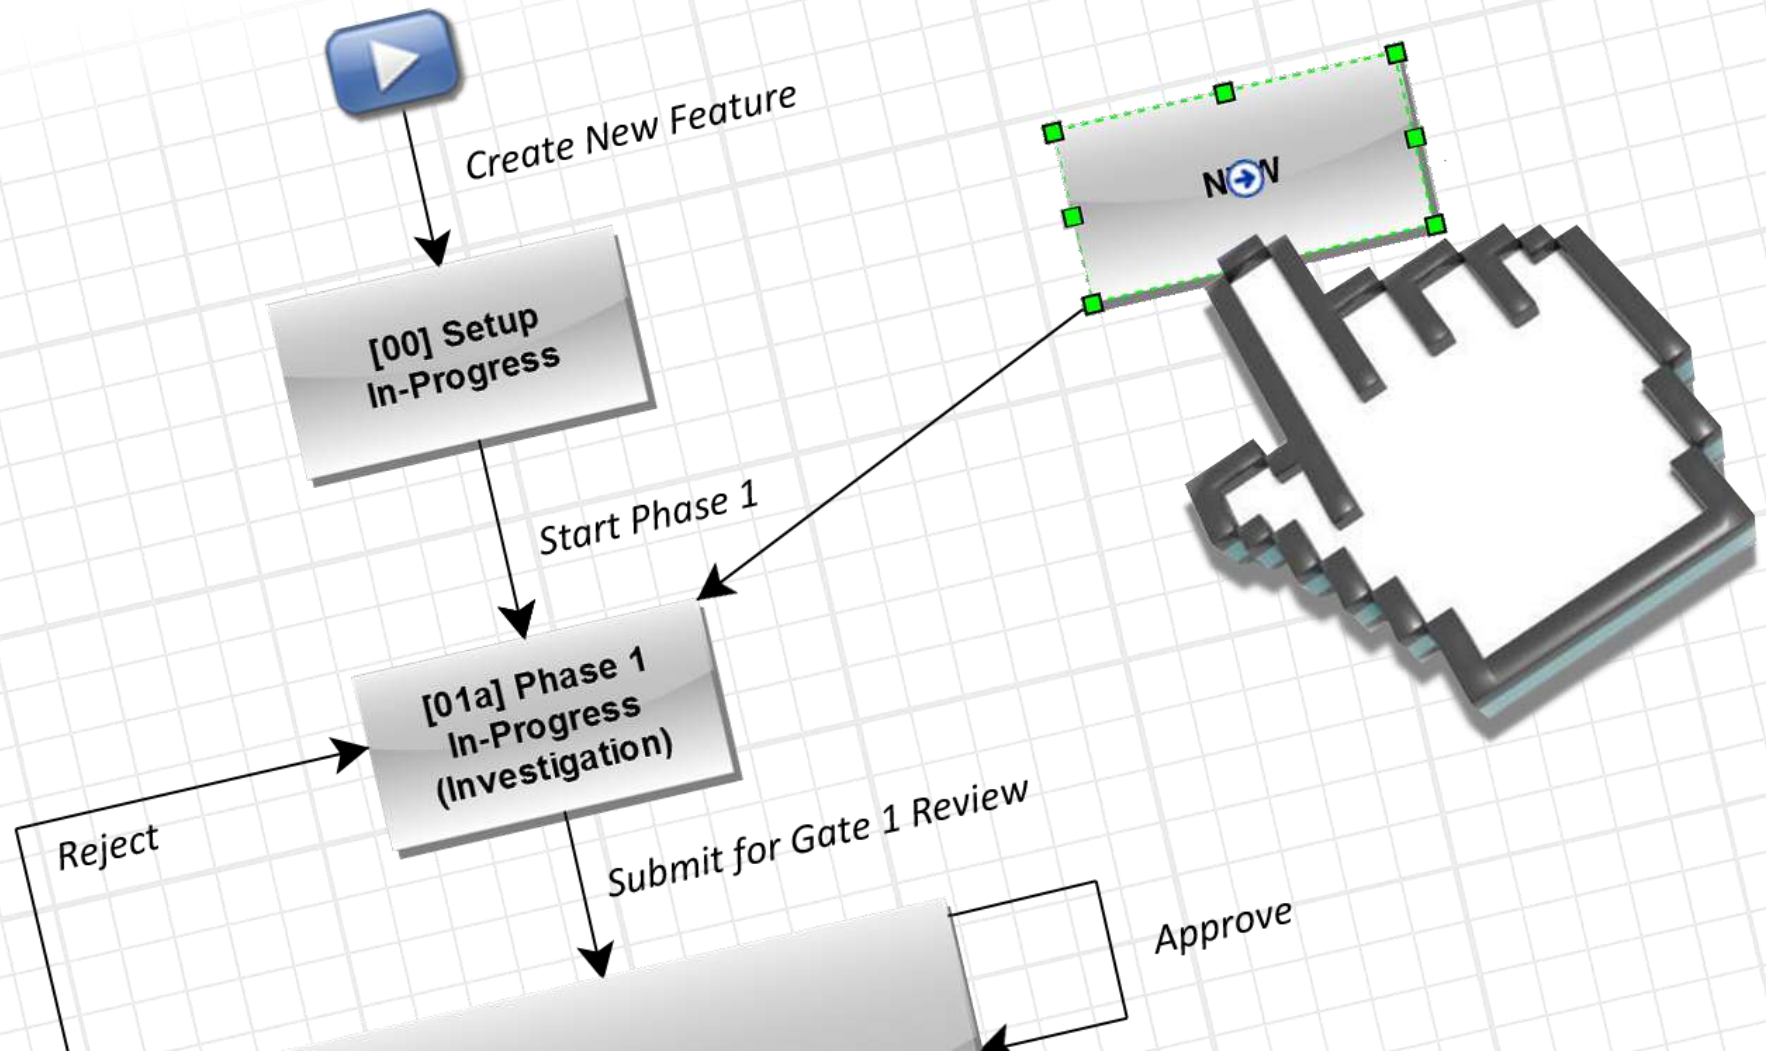 Create New Feature
NEW
[00] Setup
In-Progress
Start Phase 1
[01a] Phase 1
In-Progress
(Investigation)
Reject
Submit for Gate 1 Review
Approve